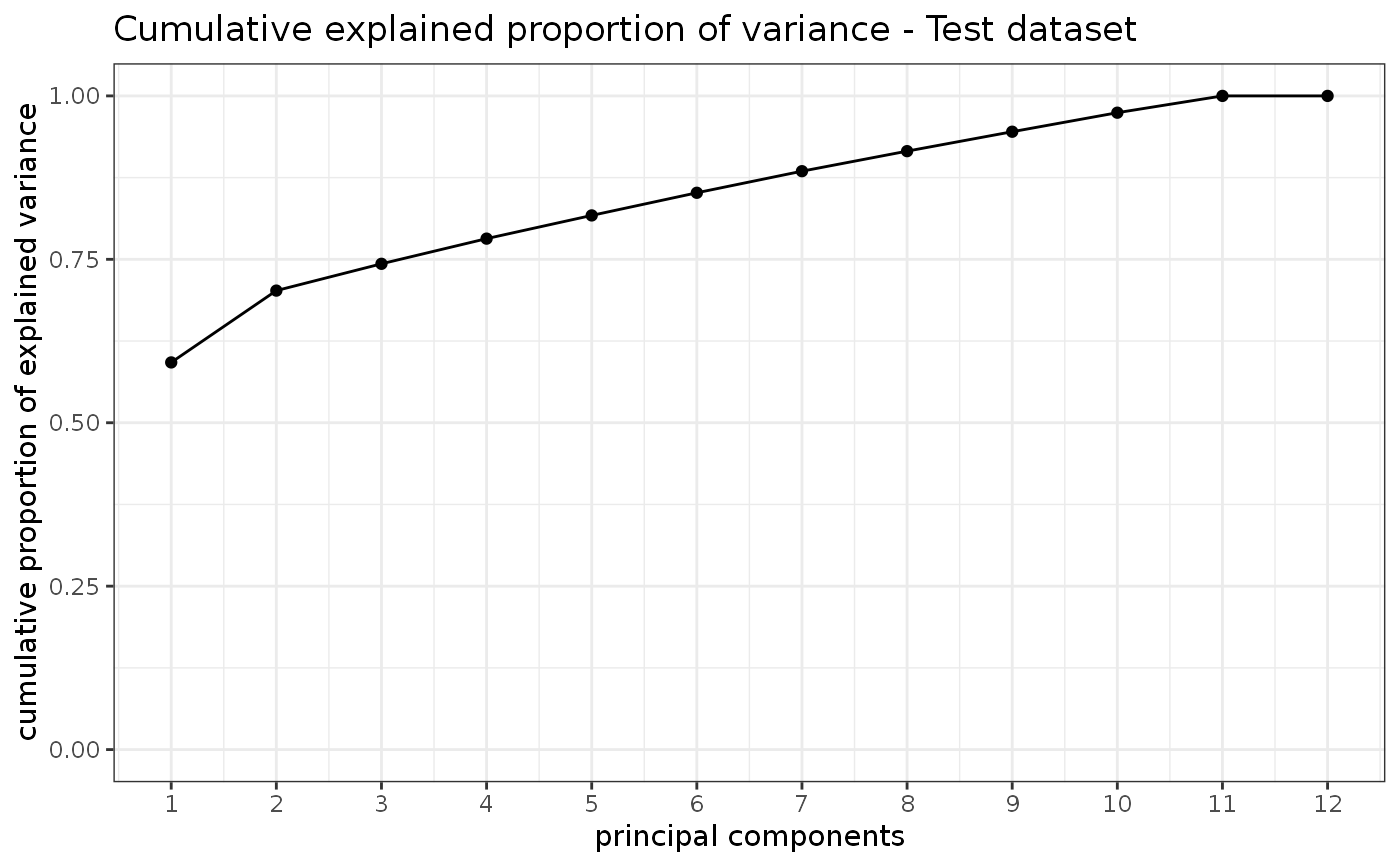 Cumulative explained proportion of variance - Test dataset
cumulative proportion of explained variance
1.00
0.75
0.50
0.25
0.00
1 2 3 4 5 6 7 8 9 10 11 12
principal components